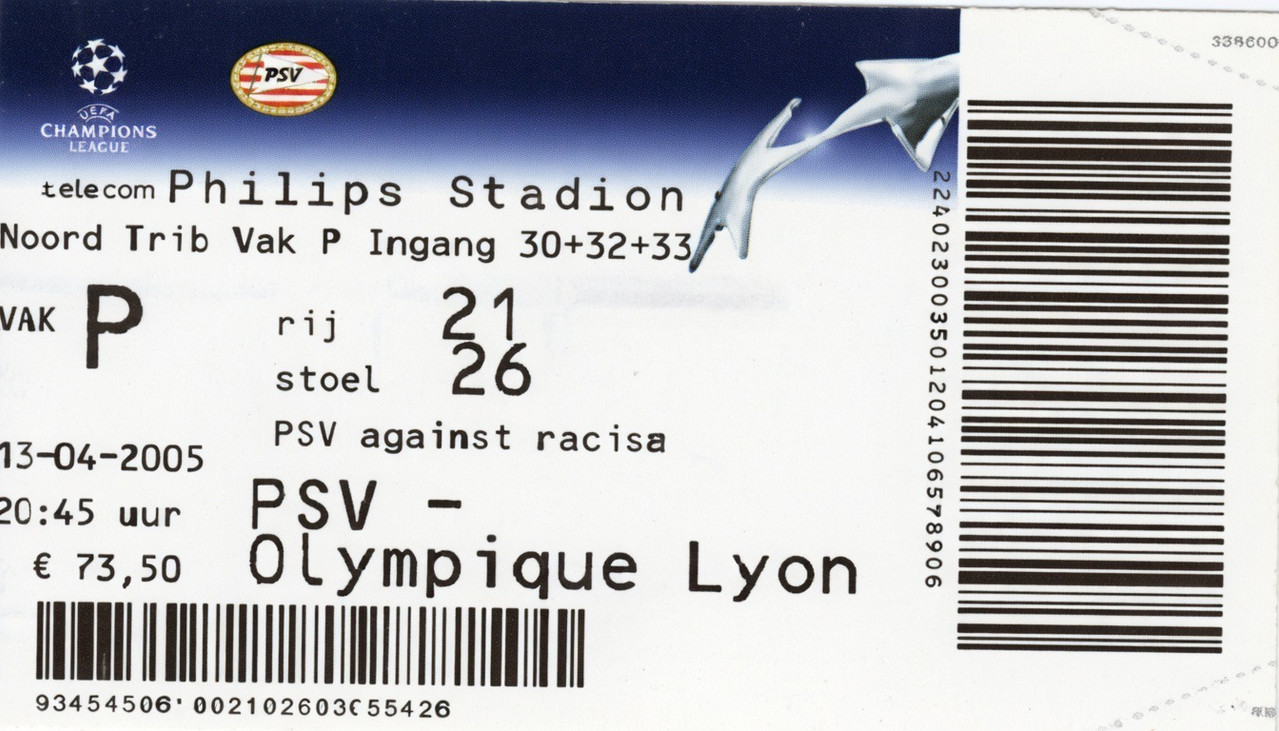 338600
UEFA
CHAMPIONS
LEAGUE
PSV
telecom Philips Stadion
Noord Trib Vak P Ingang 30+32+33
VAK P
rij 21
stoel 26
PSV against racisa
13-04-2005
20:45 uur
€ 73,50
PSV -
Olympique Lyon
22402300350120410657８906
93454506' 002102603C55426